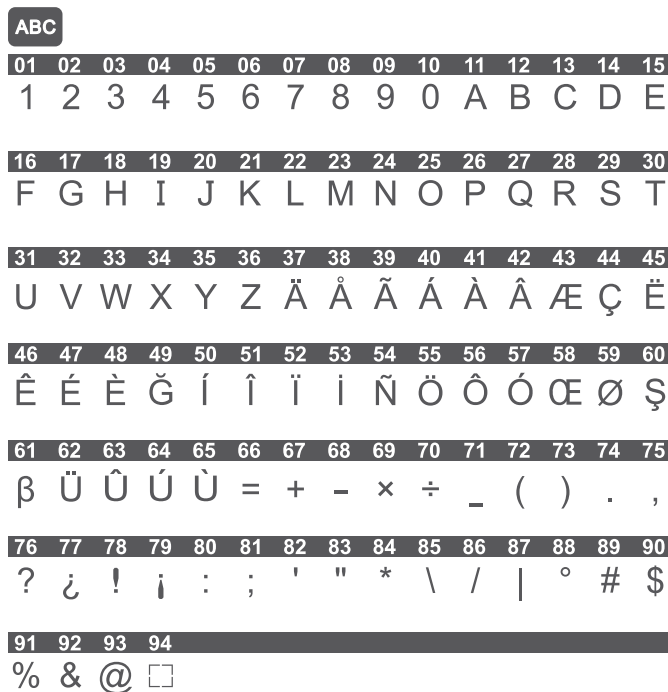 ABC
01 02 03 04 05 06 07 08 09 10 11 12 13 14 15
1 2 3 4 5 6 7 8 9 0 A B C D E
16 17 18 19 20 21 22 23 24 25 26 27 28 29 30
F G H I J K L M N O P Q R S T
31 32 33 34 35 36 37 38 39 40 41 42 43 44 45
U V W X Y Z Ä Å Ã Á À Â Æ Ç Ë
46 47 48 49 50 51 52 53 54 55 56 57 58 59 60
Ê É È Ğ Í Î Ï İ Ñ Ö Ô Ó Œ Ø Ş
61 62 63 64 65 66 67 68 69 70 71 72 73 74 75
β Ü Û Ú Ù = + - × ÷ _ ( ) . ,
76 77 78 79 80 81 82 83 84 85 86 87 88 89 90
? ¿ ! ¡ : ; ' " * \ / | ° # $
91 92 93 94
% & @ ⛶